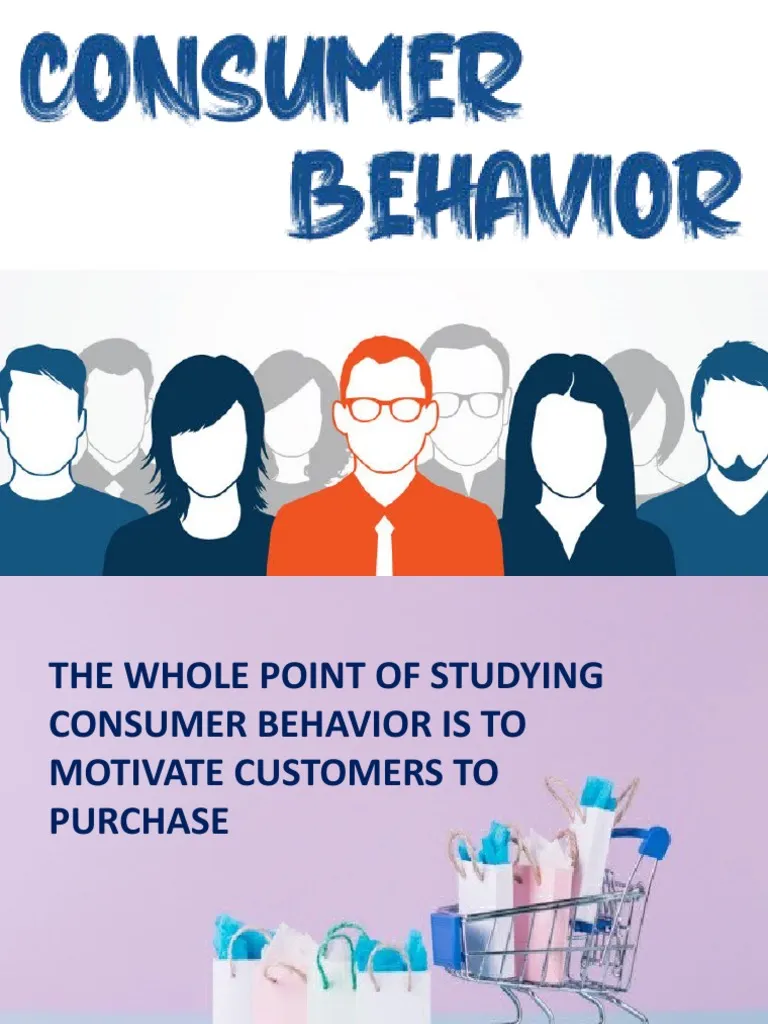 CONSUMER
BEHAVIOR
THE WHOLE POINT OF STUDYING
CONSUMER BEHAVIOR IS TO
MOTIVATE CUSTOMERS TO
PURCHASE